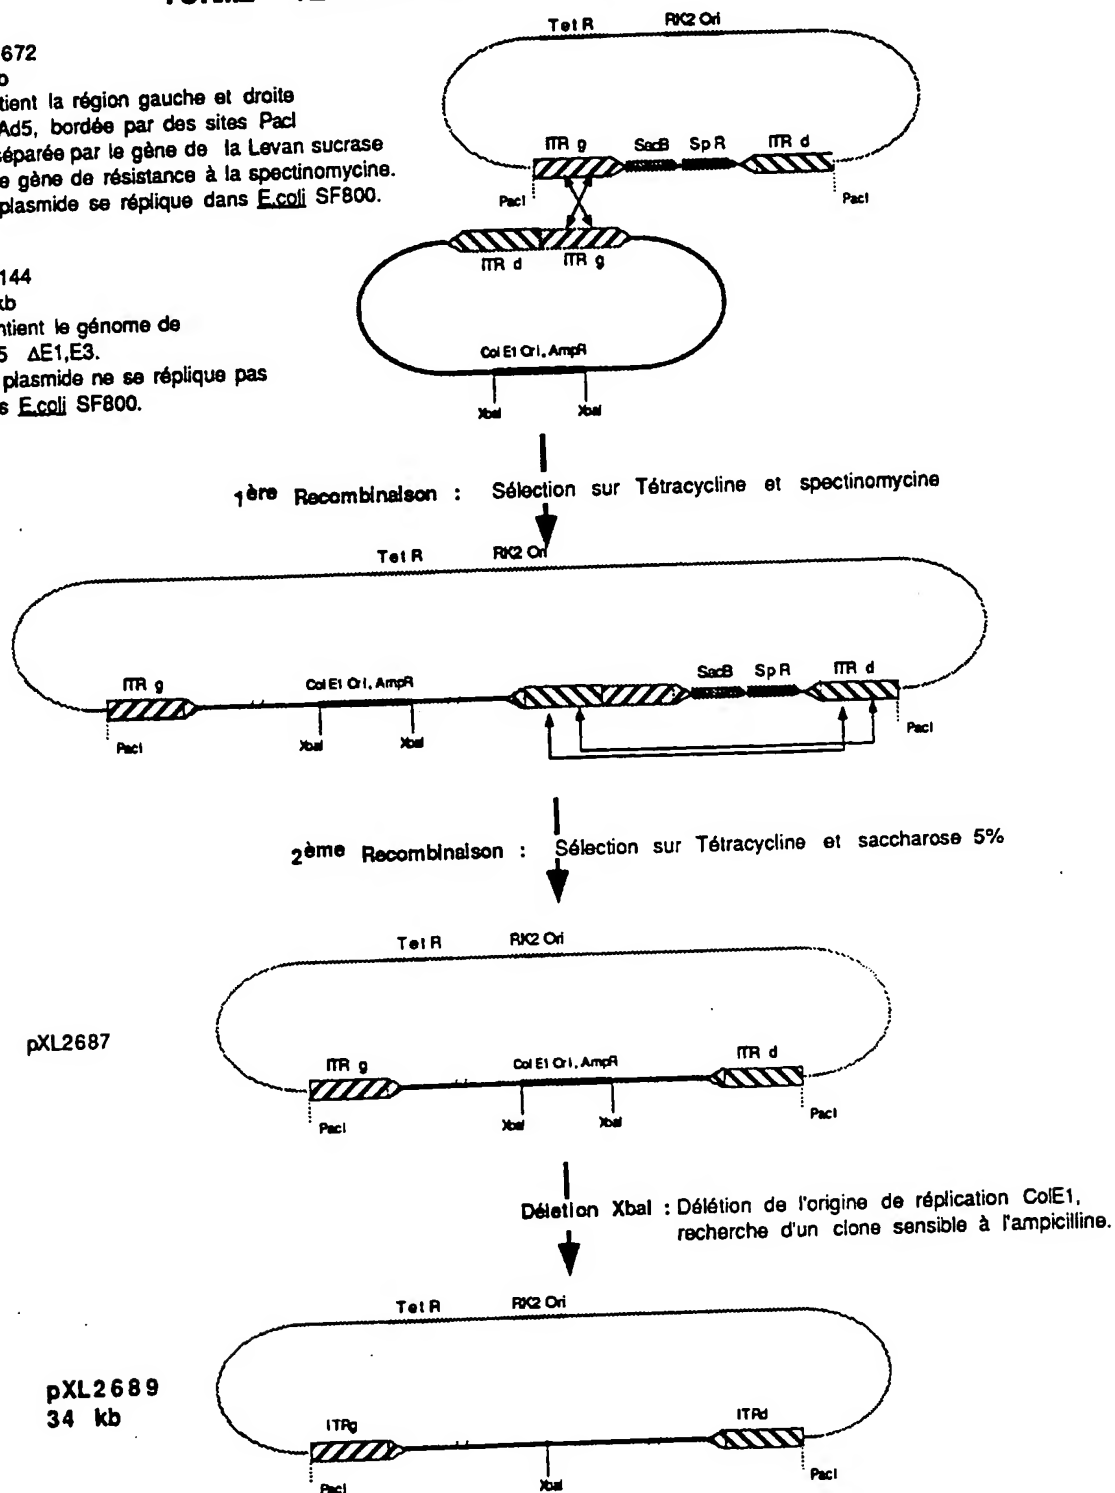 672
tient la région gauche et droite
Ad5, bordée par des sites PacI
séparée par le gène de la Levan sucrase
e gène de résistance à la spectinomycine.
plasmide se réplique dans E.coli SF800.
Tet R RK2 Ori
ITR g SacB Sp R ITR d
PacI PacI
ITR d ITR g
144
kb
ntient le génome de
5 ΔE1,E3.
plasmide ne se réplique pas
s E.coli SF800.
Col E1 Ori, AmpR
XbaI XbaI
1ère Recombinaison : Sélection sur Tétracycline et spectinomycine
Tet R RK2 Ori
ITR g Col E1 Ori, AmpR SacB Sp R ITR d
PacI XbaI XbaI PacI
2ème Recombinaison : Sélection sur Tétracycline et saccharose 5%
Tet R RK2 Ori
pXL2687
ITR g Col E1 Ori, AmpR ITR d
PacI XbaI XbaI PacI
Déletion XbaI : Délétion de l'origine de réplication ColE1,
recherche d'un clone sensible à l'ampicilline.
Tet R RK2 Ori
pXL2689
34 kb
ITRg ITRd
PacI XbaI PacI